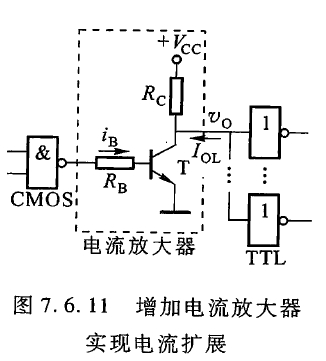 +V_CC
R_C
i_B
v_O
1
&
I_OL
T
R_B
CMOS
1
电流放大器
TTL
图 7.6.11 增加电流放大器
实现电流扩展